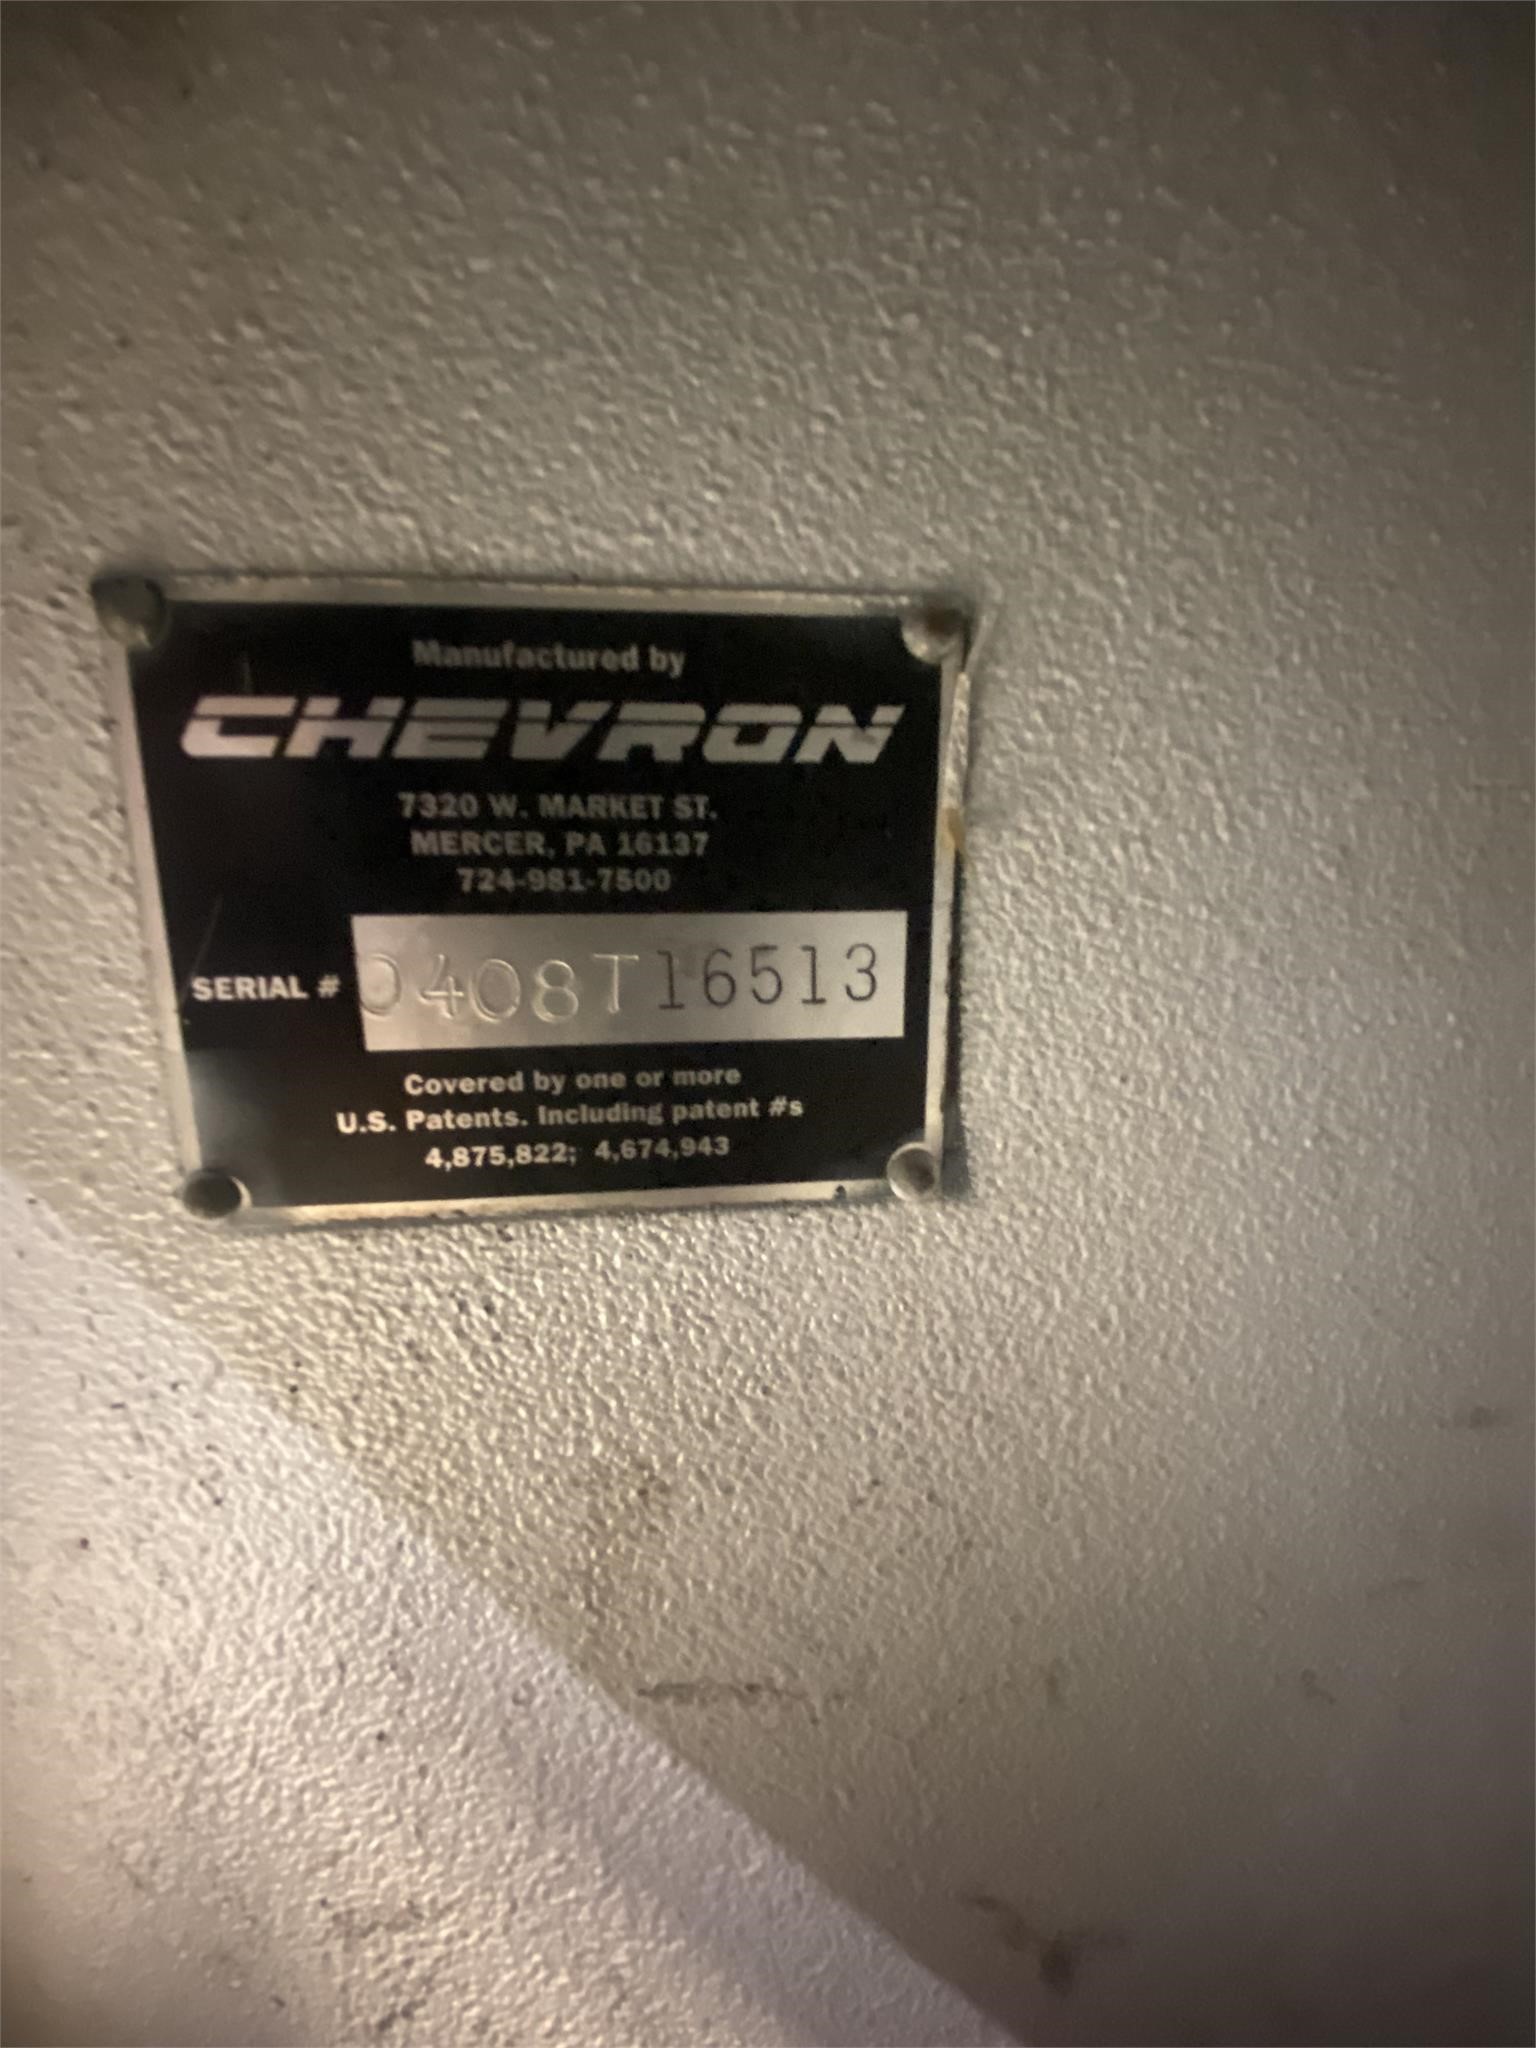 Manufactured by
CHEVRON
7320 W. MARKET ST.
MERCER, PA 16137
724-981-7500
SERIAL # 0408T16513
Covered by one or more
U.S. Patents. Including patent #s
4,875,822; 4,674,943